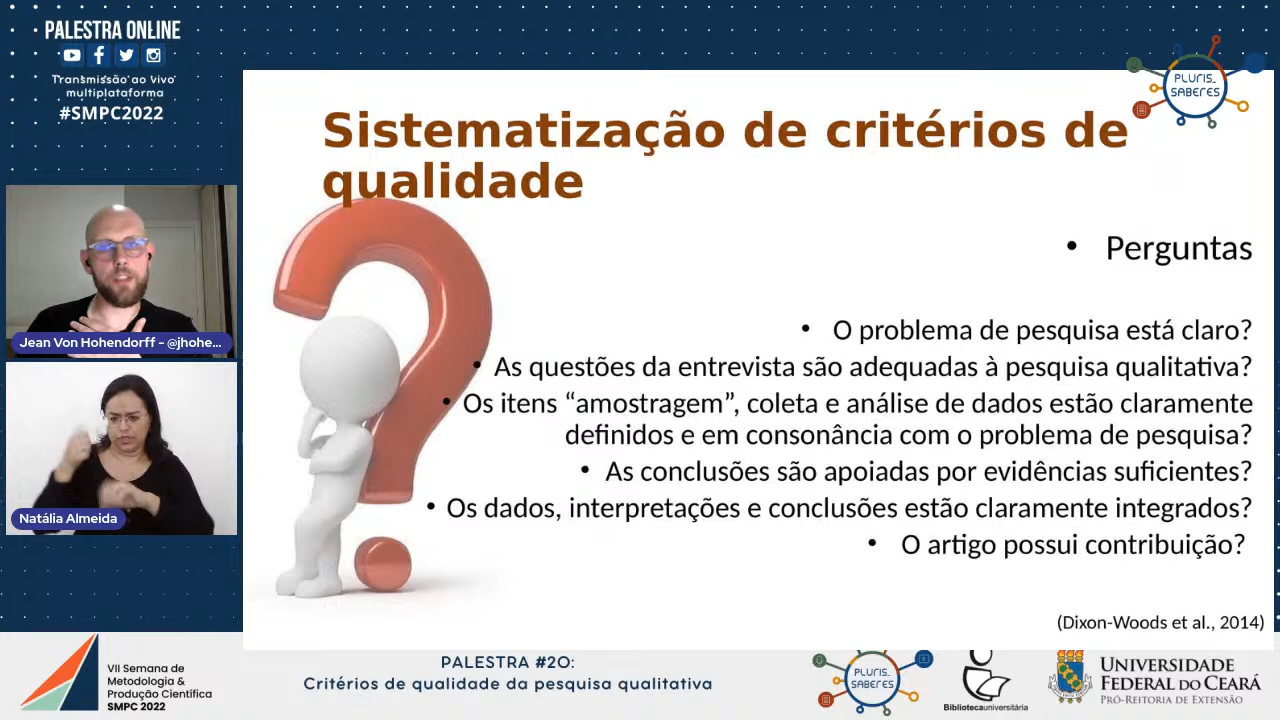 PALESTRA ONLINE
Transmissão ao vivo
multiplataforma
#SMPC2022
Jean Von Hohendorff - @jhohe...
Natália Almeida
PLURIS_
SABERES
Sistematização de critérios de
qualidade
• Perguntas
• O problema de pesquisa está claro?
• As questões da entrevista são adequadas à pesquisa qualitativa?
• Os itens “amostragem”, coleta e análise de dados estão claramente
definidos e em consonância com o problema de pesquisa?
• As conclusões são apoiadas por evidências suficientes?
• Os dados, interpretações e conclusões estão claramente integrados?
• O artigo possui contribuição?
(Dixon-Woods et al., 2014)
VII Semana de
Metodologia &
Produção Científica
SMPC 2022
PALESTRA #20:
Critérios de qualidade da pesquisa qualitativa
PLURIS_
SABERES
Bibliotecauniversitária
UNIVERSIDADE
FEDERAL DO CEARÁ
PRÓ-REITORIA DE EXTENSÃO